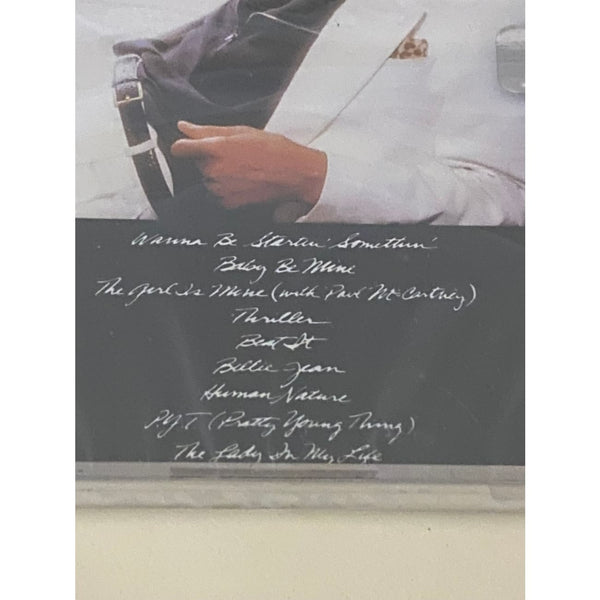 Wanna Be Startin' Somethin'
Baby Be Mine
The Girl is Mine (with Paul McCartney)
Thriller
Beat It
Billie Jean
Human Nature
P.Y.T. (Pretty Young Thing)
The Lady In My Life